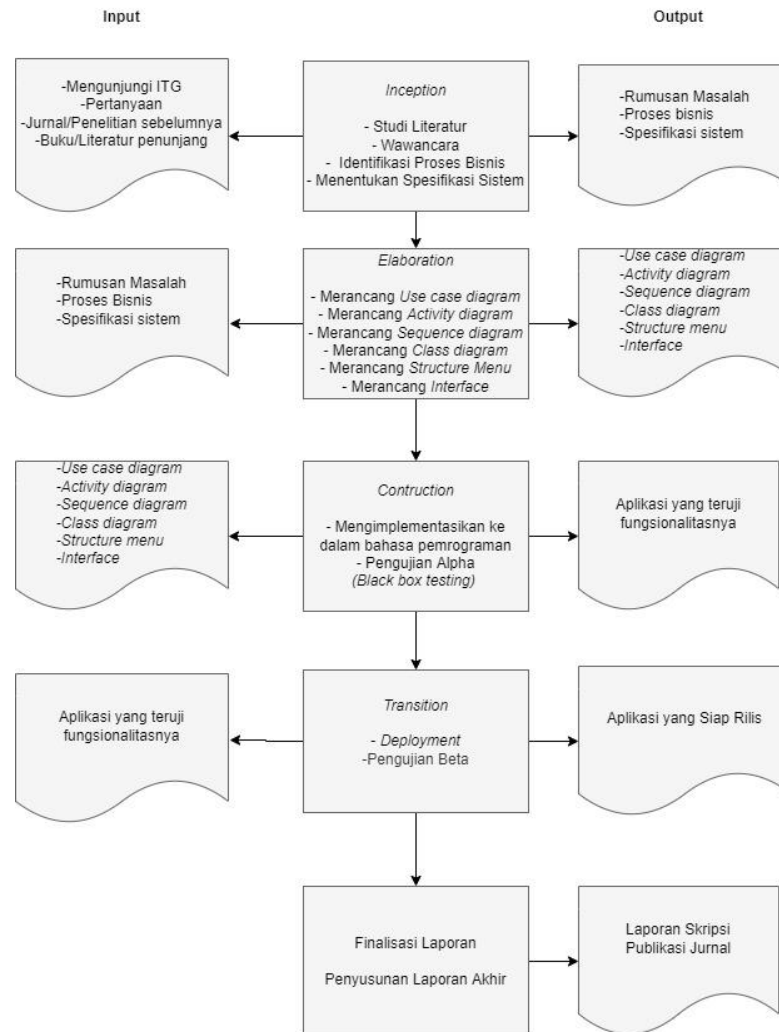 Input
Output
-Mengunjungi ITG
-Pertanyaan
-Jurnal/Penelitian sebelumnya
-Buku/Literatur penunjang
Inception
- Studi Literatur
- Wawancara
- Identifikasi Proses Bisnis
- Menentukan Spesifikasi Sistem
-Rumusan Masalah
-Proses bisnis
-Spesifikasi sistem
- Rumusan Masalah
- Proses Bisnis
- Spesifikasi sistem
Elaboration
- Merancang Use case diagram
- Merancang Activity diagram
- Merancang Sequence diagram
- Merancang Class diagram
- Merancang Structure Menu
- Merancang Interface
-Use case diagram
-Activity diagram
-Sequence diagram
-Class diagram
-Structure menu
-Interface
-Use case diagram
-Activity diagram
-Sequence diagram
-Class diagram
-Structure menu
-Interface
Contruction
- Mengimplementasikan ke
dalam bahasa pemrograman
- Pengujian Alpha
(Black box testing)
Aplikasi yang teruji
fungsionalitasnya
Aplikasi yang teruji
fungsionalitasnya
Transition
- Deployment
-Pengujian Beta
Aplikasi yang Siap Rilis
Finalisasi Laporan
Penyusunan Laporan Akhir
Laporan Skripsi
Publikasi Jurnal